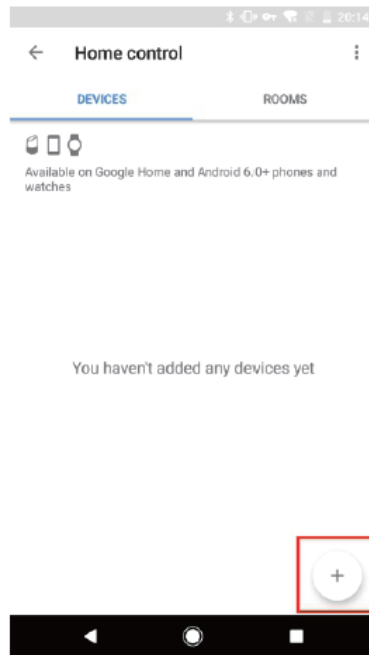 20:14
Home control
DEVICES
ROOMS
Available on Google Home and Android 6.0+ phones and
watches
You haven't added any devices yet
+